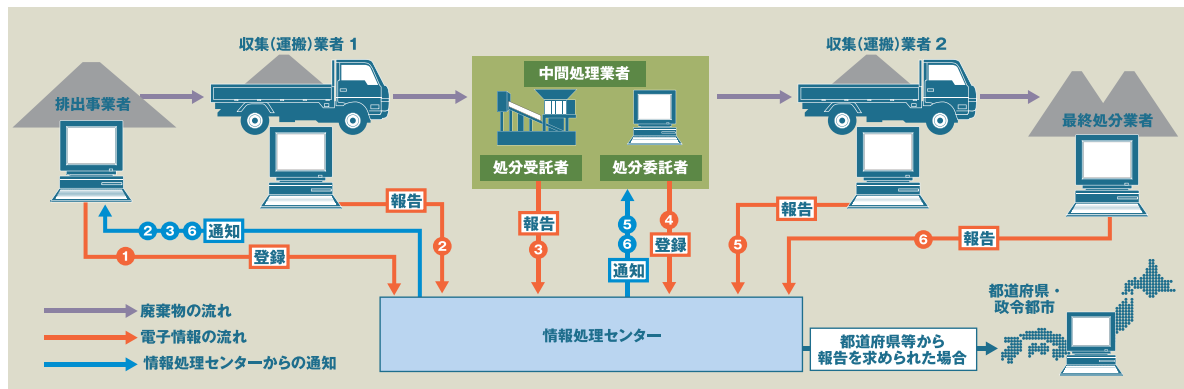 収集(運搬)業者 1
収集(運搬)業者 2
中間処理業者
排出事業者
最終処分業者
処分受託者
処分委託者
報告
報告
報告
② ③ ⑥ 通知
②
③
④
⑤
⑥
登録
通知
⑤
⑥ 報告
① 登録
廃棄物の流れ
電子情報の流れ
情報処理センターからの通知
情報処理センター
都道府県等から
報告を求められた場合
都道府県・
政令都市